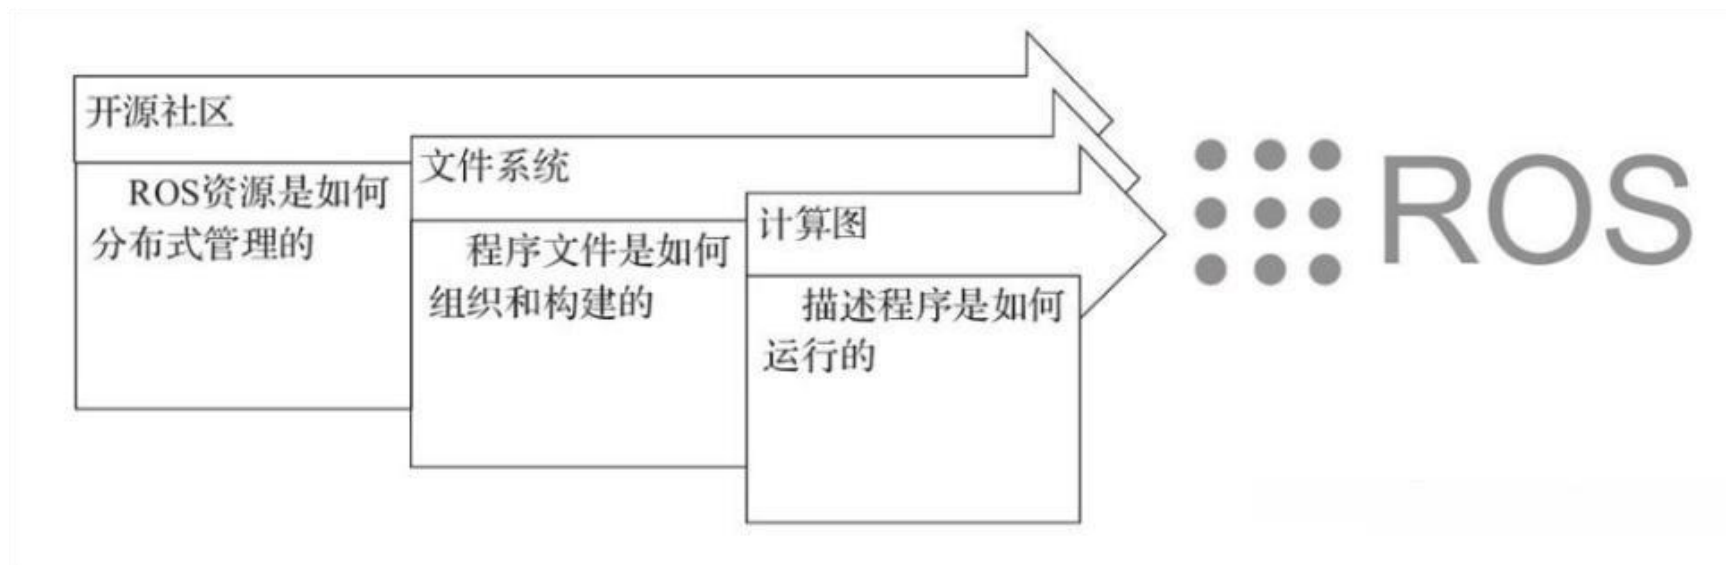 开源社区
ROS资源是如何
分布式管理的
文件系统
程序文件是如何
组织和构建的
计算图
描述程序是如何
运行的
ROS